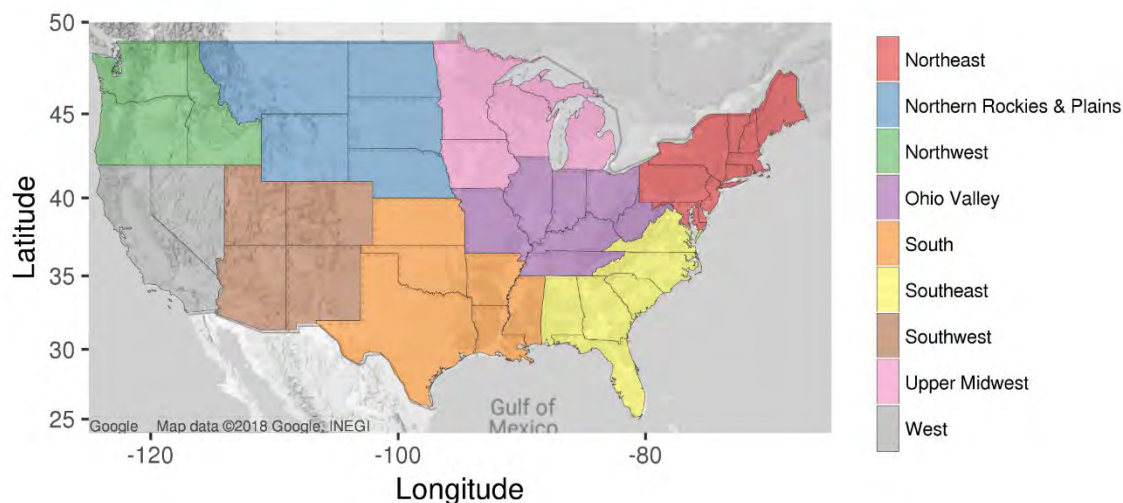 50
45
40
35
30
25
Latitude
-120
-100
-80
Longitude
Gulf of
Mexico
Google
Map data ©2018 Google, INEGI
Northeast
Northern Rockies & Plains
Northwest
Ohio Valley
South
Southeast
Southwest
Upper Midwest
West